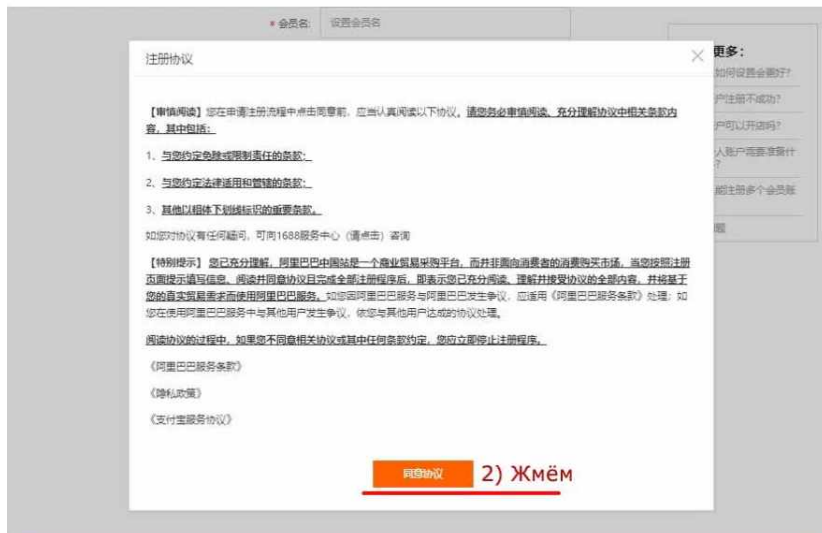 * 会员名: 设置会员名
注册协议
更多：
如何设置会更好?
户注册不成功?
户可以开店吗?
人账户需要准备什
?
能注册多个会员账
【审慎阅读】您在申请注册流程中点击同意前，应当认真阅读以下协议。请您务必审慎阅读、充分理解协议中相关条款内
容，其中包括：
1、与您约定免除或限制责任的条款；
2、与您约定法律适用和管辖的条款；
3、其他以粗体下划线标识的重要条款。
如您对协议有任何疑问，可向1688服务中心（请点击）咨询
【特别提示】您已充分理解，阿里巴巴中国站是一个商业贸易采购平台，而并非面向消费者的消费购买市场，当您按照注册
页面提示填写信息、阅读并同意协议且完成全部注册程序后，即表示您已充分阅读、理解并接受协议的全部内容，并将基于
您的真实贸易需求而使用阿里巴巴服务。如您因阿里巴巴服务与阿里巴巴发生争议，应适用《阿里巴巴服务条款》处理；如
您在使用阿里巴巴服务中与其他用户发生争议，依您与其他用户达成的协议处理。
阅读协议的过程中，如果您不同意相关协议或其中任何条款约定，您应立即停止注册程序。
《阿里巴巴服务条款》
《隐私政策》
《支付宝服务协议》
同意协议 2) Жмём